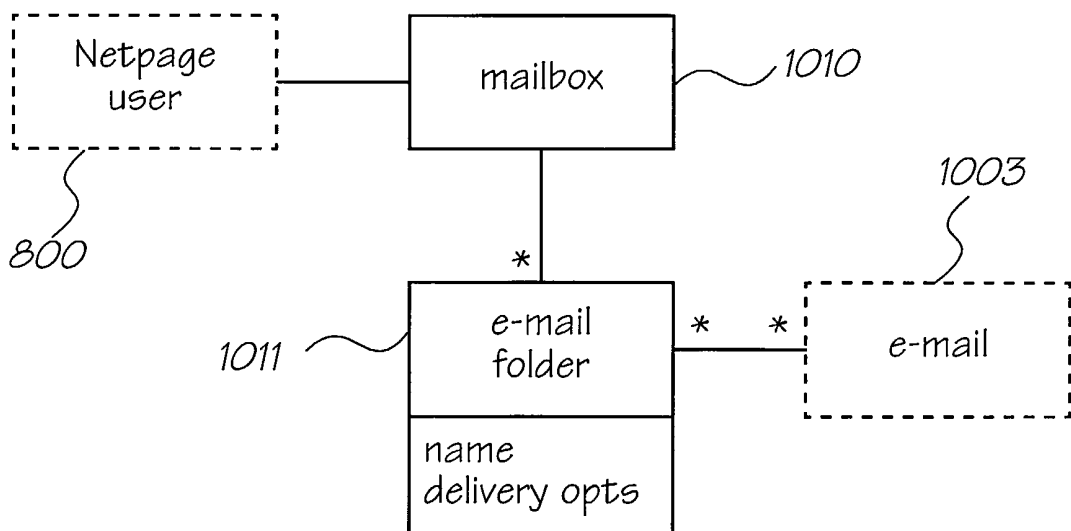 Netpage
user
mailbox
1010
800
1003
*
e-mail
folder
* *
e-mail
1011
name
delivery opts